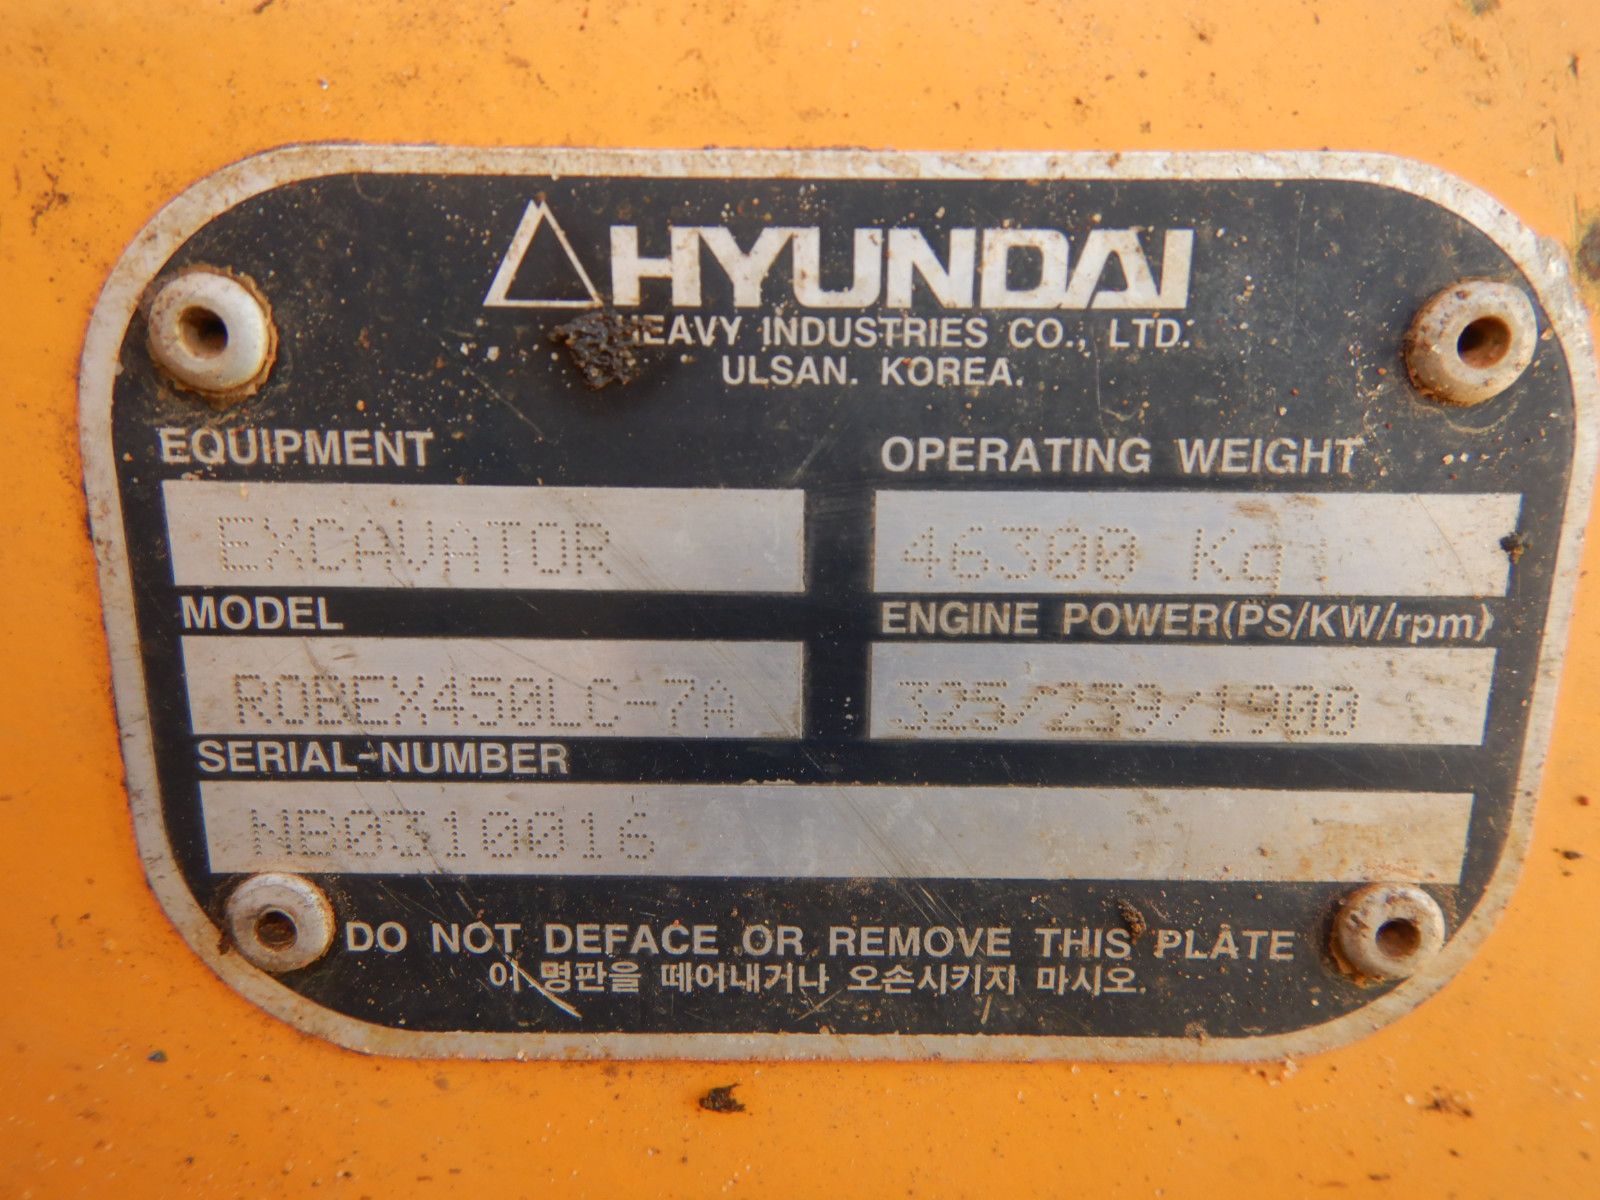 HYUNDAI
HEAVY INDUSTRIES CO., LTD.
ULSAN. KOREA.
EQUIPMENT
EXCAVATOR
OPERATING WEIGHT
46300 Kg
MODEL
ROBEX450LC-7A
ENGINE POWER(PS/KW/rpm)
325/239/1900
SERIAL-NUMBER
NB0310016
DO NOT DEFACE OR REMOVE THIS PLATE
이 명판을 떼어내거나 오손시키지 마시오.